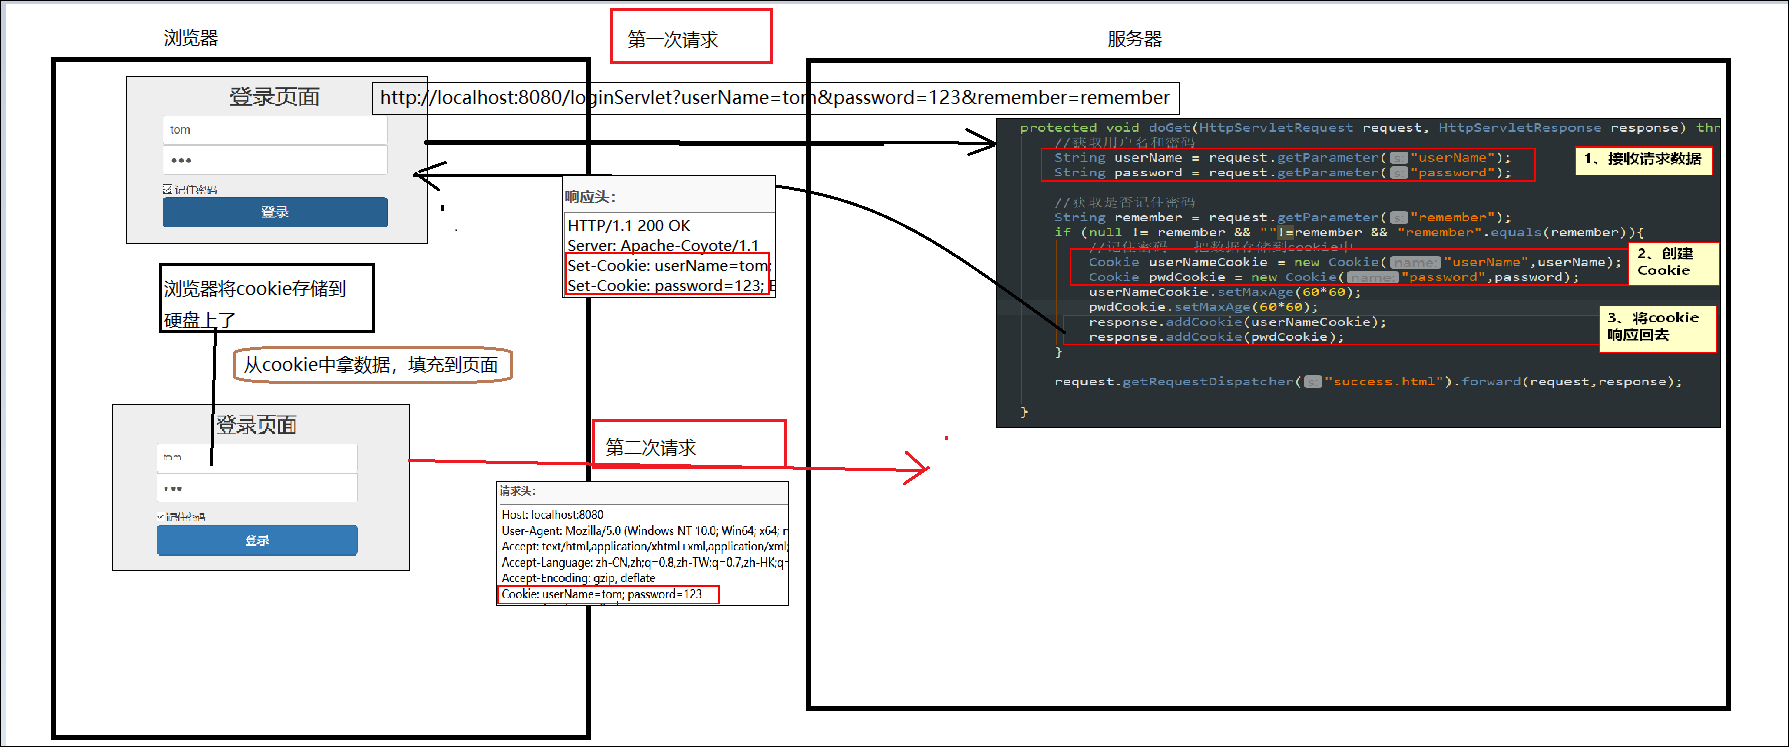 浏览器
第一次请求
服务器
登录页面
http://localhost:8080/loginServlet?userName=tom&password=123&remember=remember
tom
记住密码
登录
protected void doGet(HttpServletRequest request, HttpServletResponse response) thr
//获取用户名和密码
String userName = request.getParameter( s: "userName");
String password = request.getParameter( s: "password");
1、接收请求数据
//获取是否记住密码
String remember = request.getParameter( s: "remember");
if (null != remember && ""!=remember && "remember".equals(remember)){
//记住密码 把数据存储到cookie中
Cookie userNameCookie = new Cookie( name: "userName",userName);
Cookie pwdCookie = new Cookie( name: "password",password);
2、创建
Cookie
userNameCookie.setMaxAge(60*60);
pwdCookie.setMaxAge(60*60);
response.addCookie(userNameCookie);
response.addCookie(pwdCookie);
3、将cookie
响应回去
}
request.getRequestDispatcher( s: "success.html").forward(request,response);
}
响应头：
HTTP/1.1 200 OK
Server: Apache-Coyote/1.1
Set-Cookie: userName=tom;
Set-Cookie: password=123; E
浏览器将cookie存储到
硬盘上了
从cookie中拿数据，填充到页面
登录页面
tom
记住密码
登录
第二次请求
请求头：
Host: localhost:8080
User-Agent: Mozilla/5.0 (Windows NT 10.0; Win64; x64; r
Accept: text/html,application/xhtml+xml,application/xml;
Accept-Language: zh-CN,zh;q=0.8,zh-TW;q=0.7,zh-HK;q=
Accept-Encoding: gzip, deflate
Cookie: userName=tom; password=123